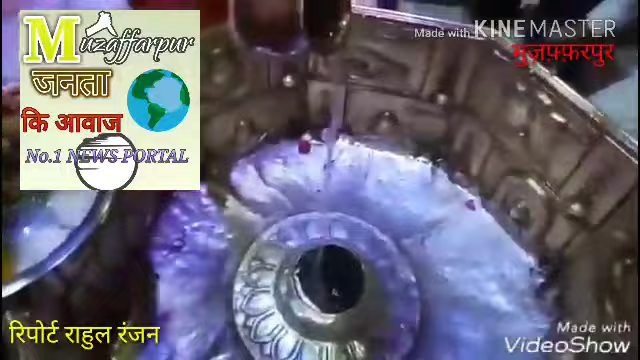 Made with KINEMASTER
मुज़फ़्फ़रपुर
Muzaffarpur
जनता
कि आवाज
No.1 NEWS PORTAL
रिपोर्ट राहुल रंजन
Made with
VideoShow